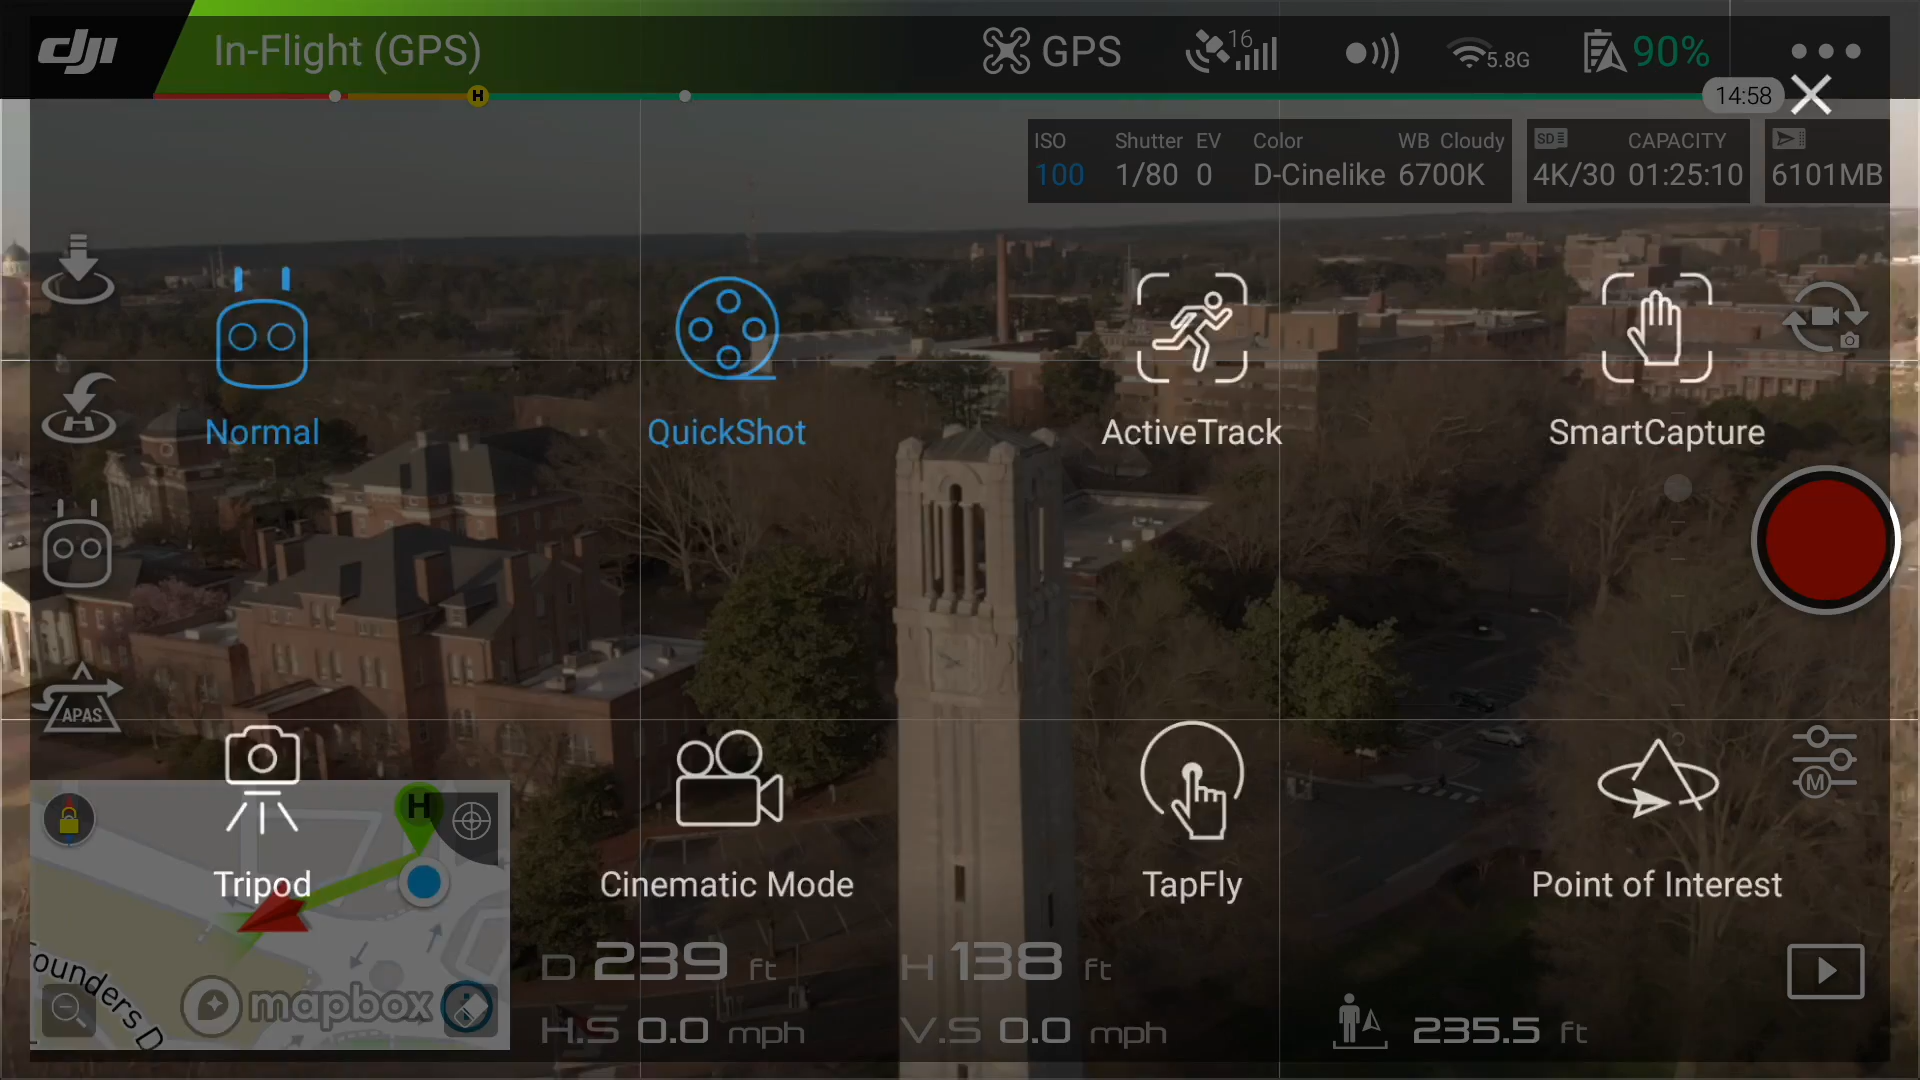 dji In-Flight (GPS) GPS 16 5.8G 90%
H 14:58
ISO Shutter EV Color WB Cloudy SD CAPACITY
100 1/80 0 D-Cinelike 6700K 4K/30 01:25:10 6101MB
H
Normal QuickShot ActiveTrack SmartCapture
APAS
M
H
Tripod Cinematic Mode TapFly Point of Interest
ounders D
mapbox
D 239 ft H 138 ft
H.S 0.0 mph V.S 0.0 mph 235.5 ft